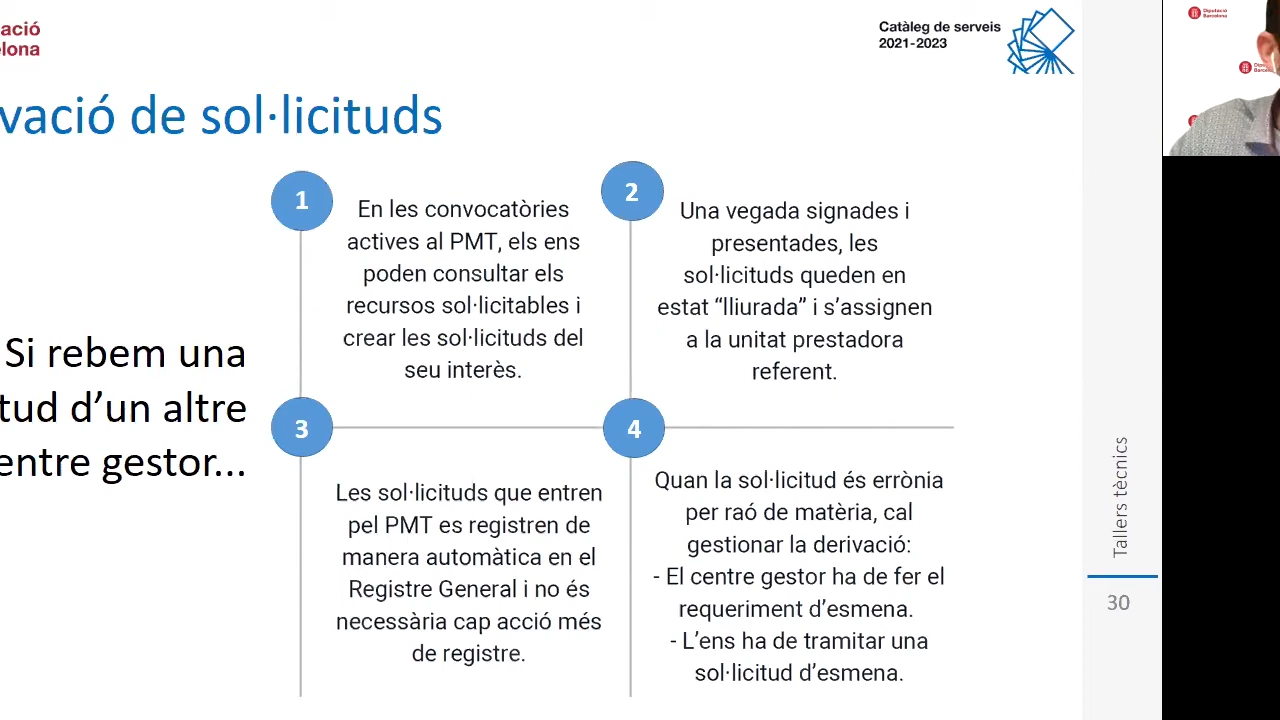 ació
elona
Catàleg de serveis
2021-2023
vació de sol·licituds
Si rebem una
tud d’un altre
entre gestor...
1
En les convocatòries
actives al PMT, els ens
poden consultar els
recursos sol·licitables i
crear les sol·licituds del
seu interès.
2
Una vegada signades i
presentades, les
sol·licituds queden en
estat “lliurada” i s’assignen
a la unitat prestadora
referent.
3
Les sol·licituds que entren
pel PMT es registren de
manera automàtica en el
Registre General i no és
necessària cap acció més
de registre.
4
Quan la sol·licitud és errònia
per raó de matèria, cal
gestionar la derivació:
- El centre gestor ha de fer el
requeriment d’esmena.
- L’ens ha de tramitar una
sol·licitud d’esmena.
Tallers tècnics
30
Diputació
Barcelona